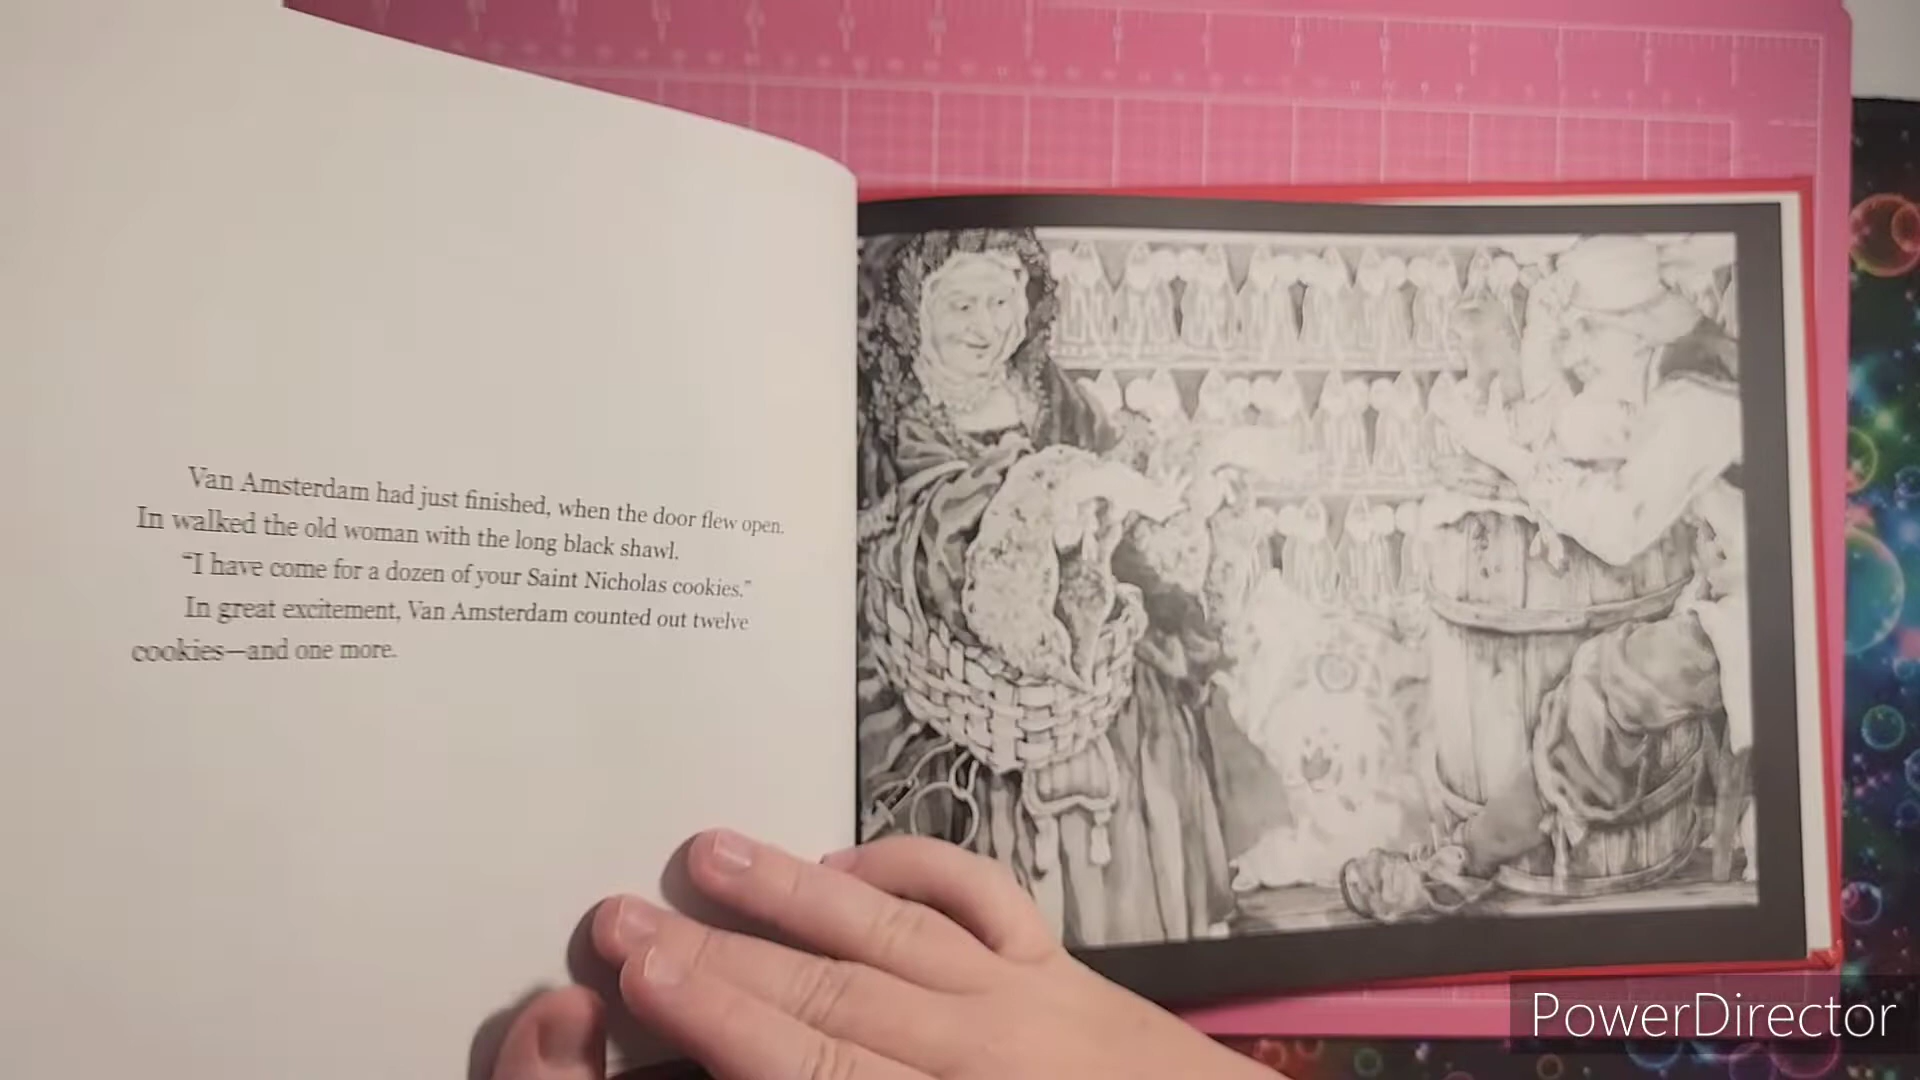 Van Amsterdam had just finished, when the door flew open.
In walked the old woman with the long black shawl.
“I have come for a dozen of your Saint Nicholas cookies.”
In great excitement, Van Amsterdam counted out twelve
cookies—and one more.
PowerDirector